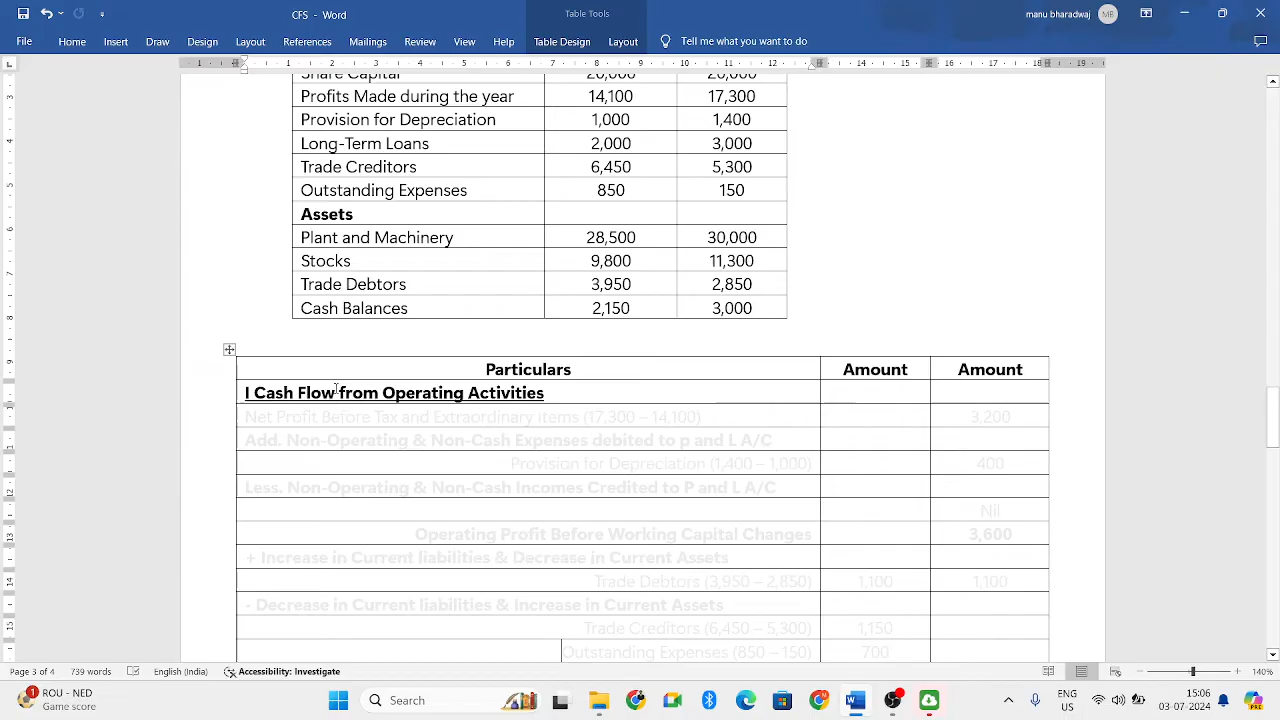 CFS - Word
Table Tools
manu bharadwaj
MB
File Home Insert Draw Design Layout References Mailings Review View Help Table Design Layout Tell me what you want to do
Share Capital 20,000 20,000
Profits Made during the year 14,100 17,300
Provision for Depreciation 1,000 1,400
Long-Term Loans 2,000 3,000
Trade Creditors 6,450 5,300
Outstanding Expenses 850 150
Assets
Plant and Machinery 28,500 30,000
Stocks 9,800 11,300
Trade Debtors 3,950 2,850
Cash Balances 2,150 3,000
Particulars Amount Amount
I Cash Flow from Operating Activities
Net Profit Before Tax and Extraordinary Items (17,300 – 14,100) 3,200
Add. Non-Operating & Non-Cash Expenses debited to p and L A/C
Provision for Depreciation (1,400 – 1,000) 400
Less. Non-Operating & Non-Cash Incomes Credited to P and L A/C
Nil
Operating Profit Before Working Capital Changes 3,600
+ Increase in Current liabilities & Decrease in Current Assets
Trade Debtors (3,950 – 2,850) 1,100 1,100
- Decrease in Current liabilities & Increase in Current Assets
Trade Creditors (6,450 – 5,300) 1,150
Outstanding Expenses (850 – 150) 700
Page 3 of 4 739 words English (India) Accessibility: Investigate 140%
ROU - NED
Game Score
Search
ENG
US
15:06
03-07-2024